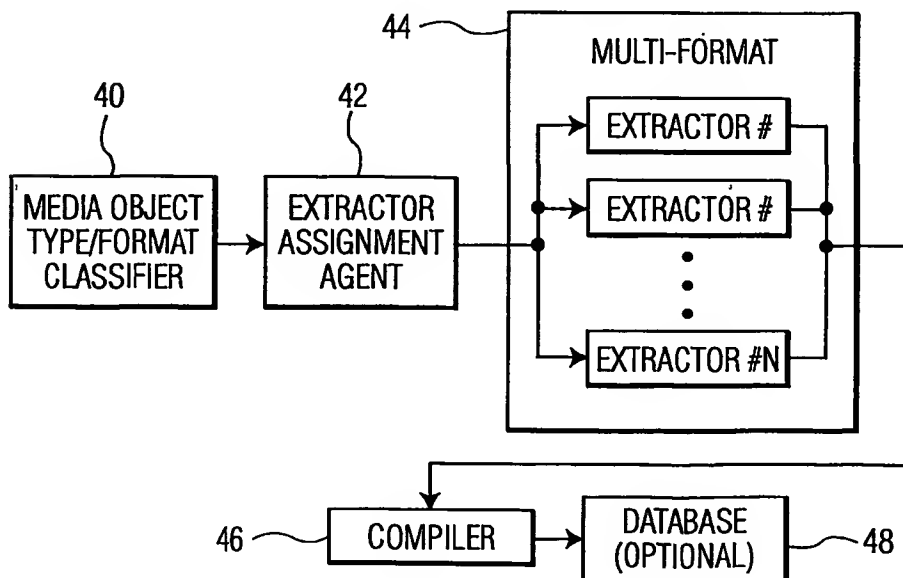 44
MULTI-FORMAT
40
42
EXTRACTOR #
MEDIA OBJECT
TYPE/FORMAT
CLASSIFIER
EXTRACTOR
ASSIGNMENT
AGENT
EXTRACTOR #
EXTRACTOR #N
46
COMPILER
DATABASE
(OPTIONAL)
48